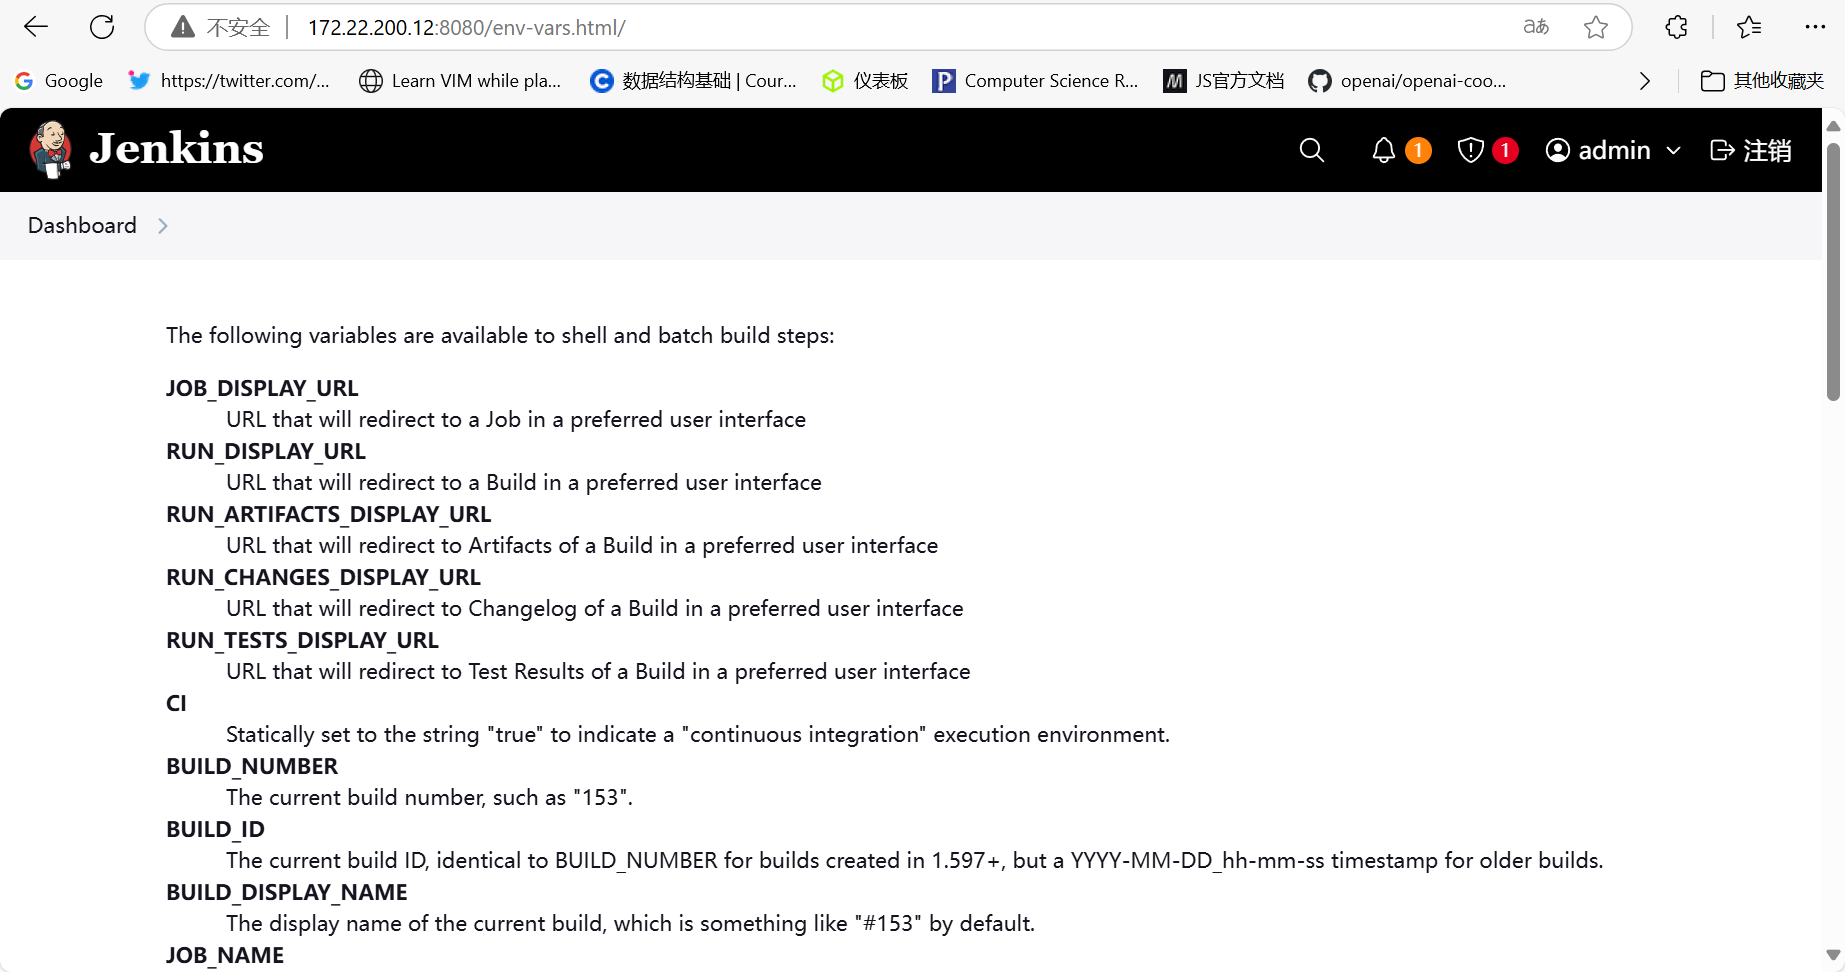 不安全 172.22.200.12:8080/env-vars.html/
Google https://twitter.com/... Learn VIM while pla... 数据结构基础 | Cour... 仪表板 Computer Science R... JS官方文档 openai/openai-coo... 其他收藏夹
Jenkins 1 1 admin 注销
Dashboard
The following variables are available to shell and batch build steps:
JOB_DISPLAY_URL
URL that will redirect to a Job in a preferred user interface
RUN_DISPLAY_URL
URL that will redirect to a Build in a preferred user interface
RUN_ARTIFACTS_DISPLAY_URL
URL that will redirect to Artifacts of a Build in a preferred user interface
RUN_CHANGES_DISPLAY_URL
URL that will redirect to Changelog of a Build in a preferred user interface
RUN_TESTS_DISPLAY_URL
URL that will redirect to Test Results of a Build in a preferred user interface
CI
Statically set to the string "true" to indicate a "continuous integration" execution environment.
BUILD_NUMBER
The current build number, such as "153".
BUILD_ID
The current build ID, identical to BUILD_NUMBER for builds created in 1.597+, but a YYYY-MM-DD_hh-mm-ss timestamp for older builds.
BUILD_DISPLAY_NAME
The display name of the current build, which is something like "#153" by default.
JOB_NAME